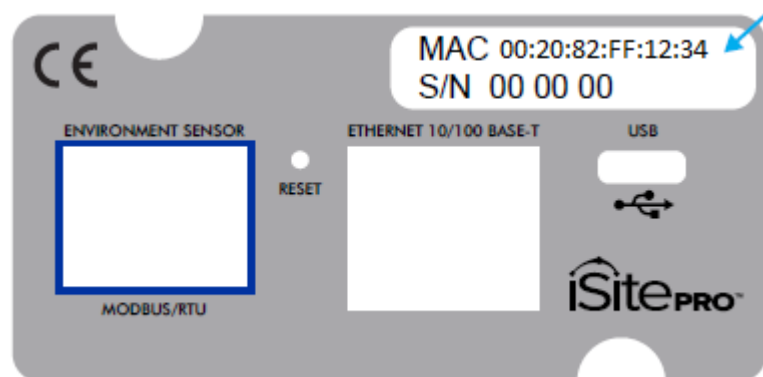 CE
MAC 00:20:82:FF:12:34
S/N 00 00 00
ENVIRONMENT SENSOR
ETHERNET 10/100 BASE-T
USB
RESET
MODBUS/RTU
iSitePRO™